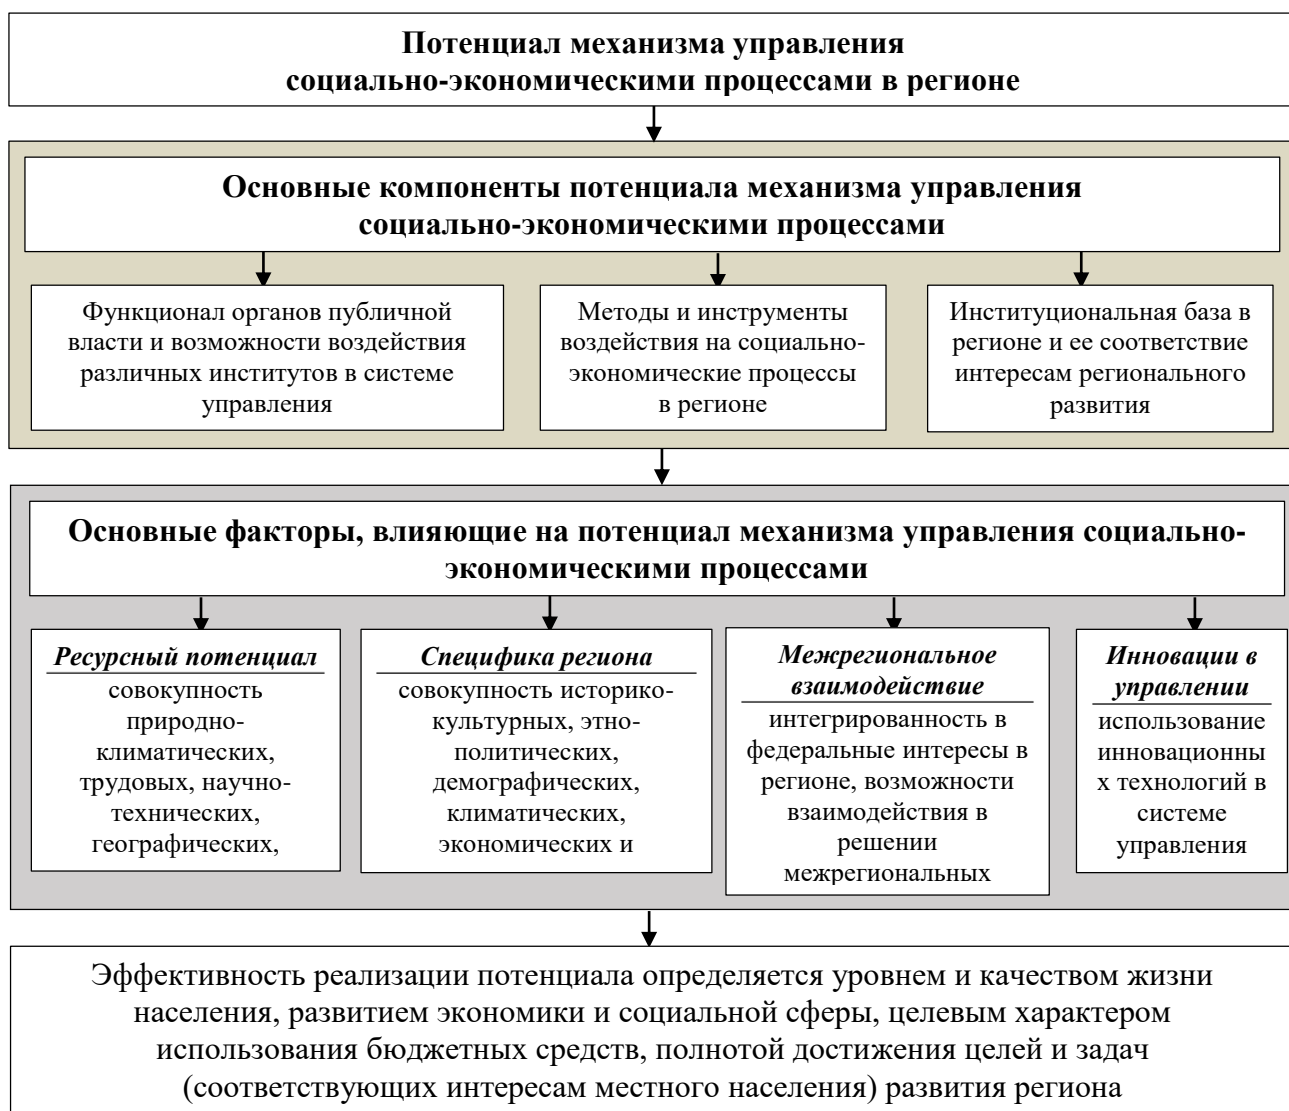 Потенциал механизма управления
социально-экономическими процессами в регионе
Основные компоненты потенциала механизма управления
социально-экономическими процессами
Функционал органов публичной
власти и возможности воздействия
различных институтов в системе
управления
Методы и инструменты
воздействия на социально-
экономические процессы
в регионе
Институциональная база в
регионе и ее соответствие
интересам регионального
развития
Основные факторы, влияющие на потенциал механизма управления социально-
экономическими процессами
Ресурсный потенциал
совокупность
природно-
климатических,
трудовых, научно-
технических,
географических,
Специфика региона
совокупность историко-
культурных, этно-
политических,
демографических,
климатических,
экономических и
Межрегиональное
взаимодействие
интегрированность в
федеральные интересы в
регионе, возможности
взаимодействия в
решении
межрегиональных
Инновации в
управлении
использование
инновационны
х технологий в
системе
управления
Эффективность реализации потенциала определяется уровнем и качеством жизни
населения, развитием экономики и социальной сферы, целевым характером
использования бюджетных средств, полнотой достижения целей и задач
(соответствующих интересам местного населения) развития региона